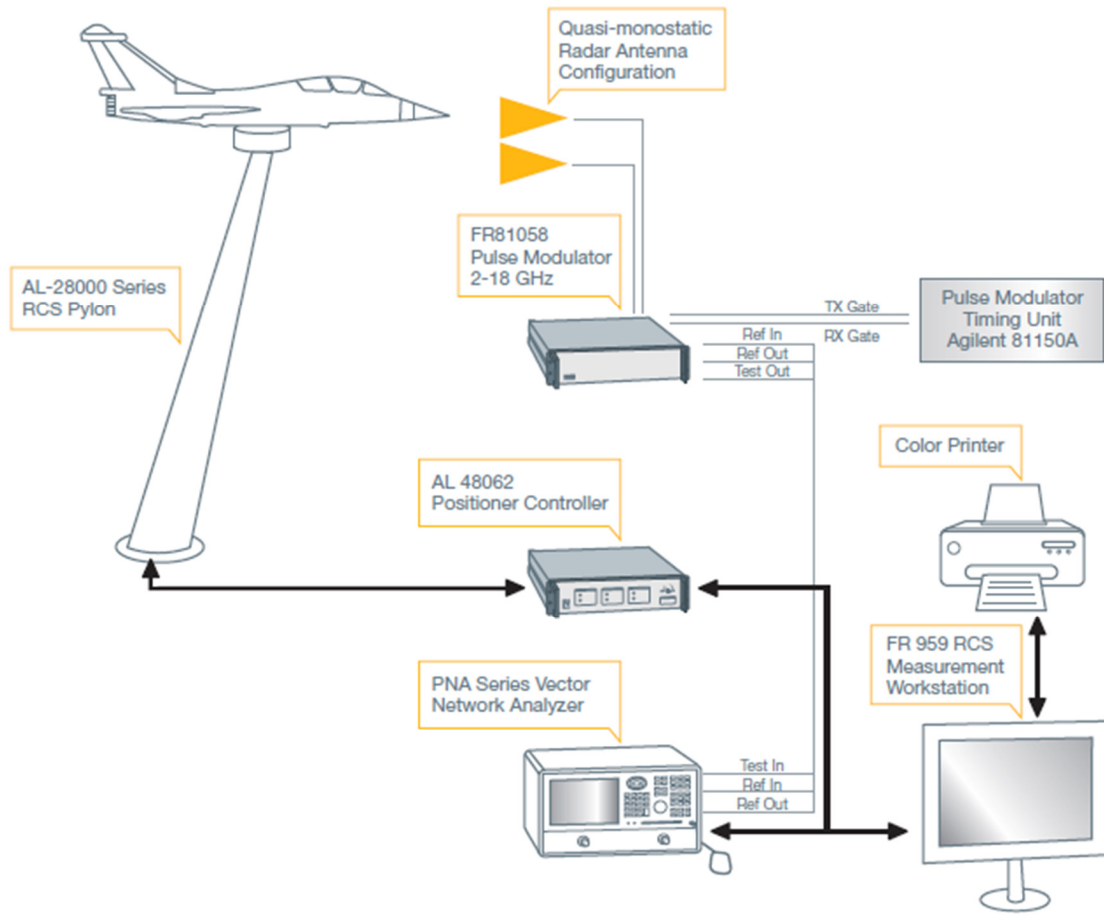 Quasi-monostatic
Radar Antenna
Configuration
FR81058
Pulse Modulator
2-18 GHz
AL-28000 Series
RCS Pylon
TX Gate
RX Gate
Pulse Modulator
Timing Unit
Agilent 81150A
Ref In
Ref Out
Test Out
Color Printer
AL 48062
Positioner Controller
FR 959 RCS
Measurement
Workstation
PNA Series Vector
Network Analyzer
Test In
Ref In
Ref Out